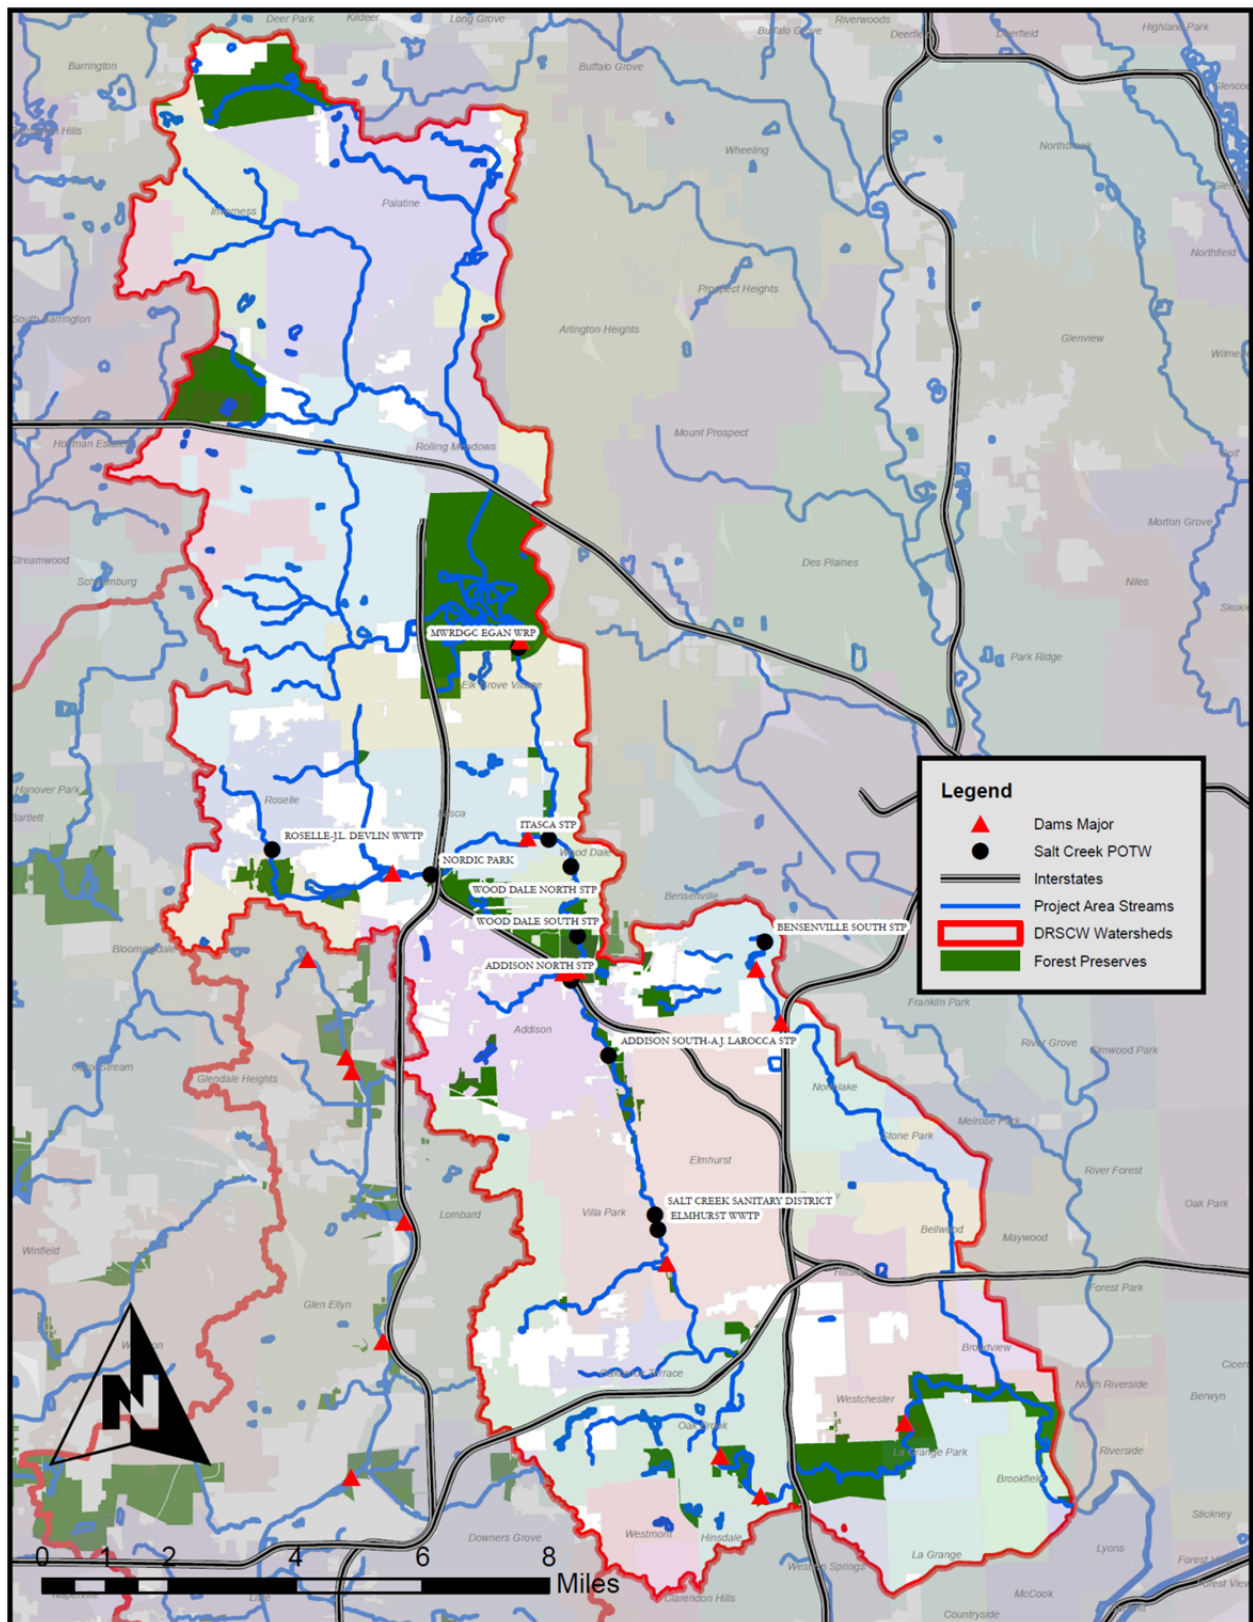 Deer Park
Kildeer
Long Grove
Riverwoods
Buffalo Grove
Deerfield
Highland Park
Barrington
Buffalo Grove
Wheeling
Northbrook
Inverness
Palatine
Northfield
South Barrington
Prospect Heights
Arlington Heights
Glenview
Mount Prospect
Rolling Meadows
Morton Grove
Streamwood
Des Plaines
Niles
MWRDGC EGAN WRP
Park Ridge
Elk Grove Village
Hanover Park
Bartlett
Roselle
ROSELLE-J.L. DEVLIN WWTP
ITASCA STP
Wood Dale
NORDIC PARK
WOOD DALE NORTH STP
Bensenville
WOOD DALE SOUTH STP
BENSENVILLE SOUTH STP
Bloomingdale
ADDISON NORTH STP
Legend
Dams Major
Salt Creek POTW
Interstates
Project Area Streams
DRSCW Watersheds
Forest Preserves
Franklin Park
Addison
ADDISON SOUTH-A.J. LAROCCA STP
River Grove
Elmwood Park
Glendale Heights
Northlake
Melrose Park
Stone Park
Elmhurst
River Forest
SALT CREEK SANITARY DISTRICT
ELMHURST WWTP
Oak Park
Lombard
Villa Park
Bellwood
Maywood
Winfield
Forest Park
Glen Ellyn
Broadview
North Riverside
Berwyn
Westchester
Oak Brook
La Grange Park
Riverside
Brookfield
Stickney
Downers Grove
Westmont
Hinsdale
La Grange
Lyons
Western Springs
McCook
Clarendon Hills
Countryside
N
0 1 2 4 6 8
Miles